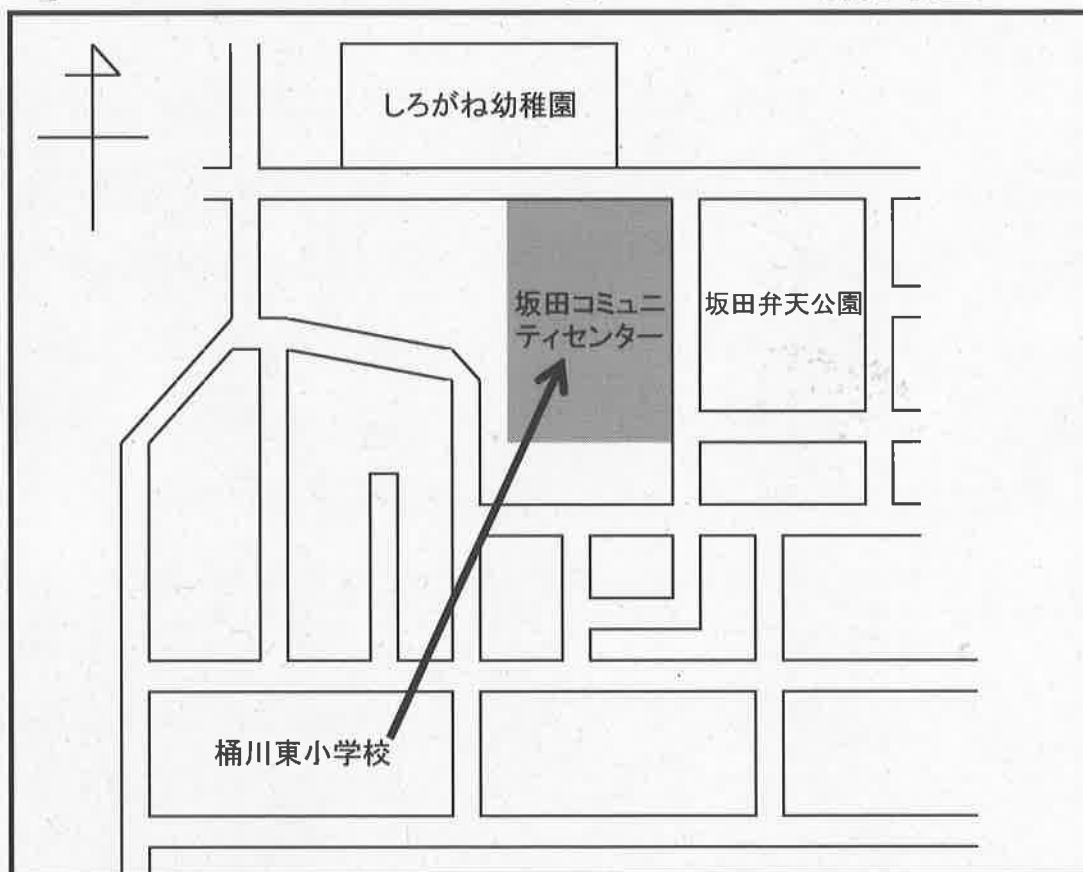 しろがね幼稚園
坂田コミュニ
ティセンター
坂田弁天公園
桶川東小学校